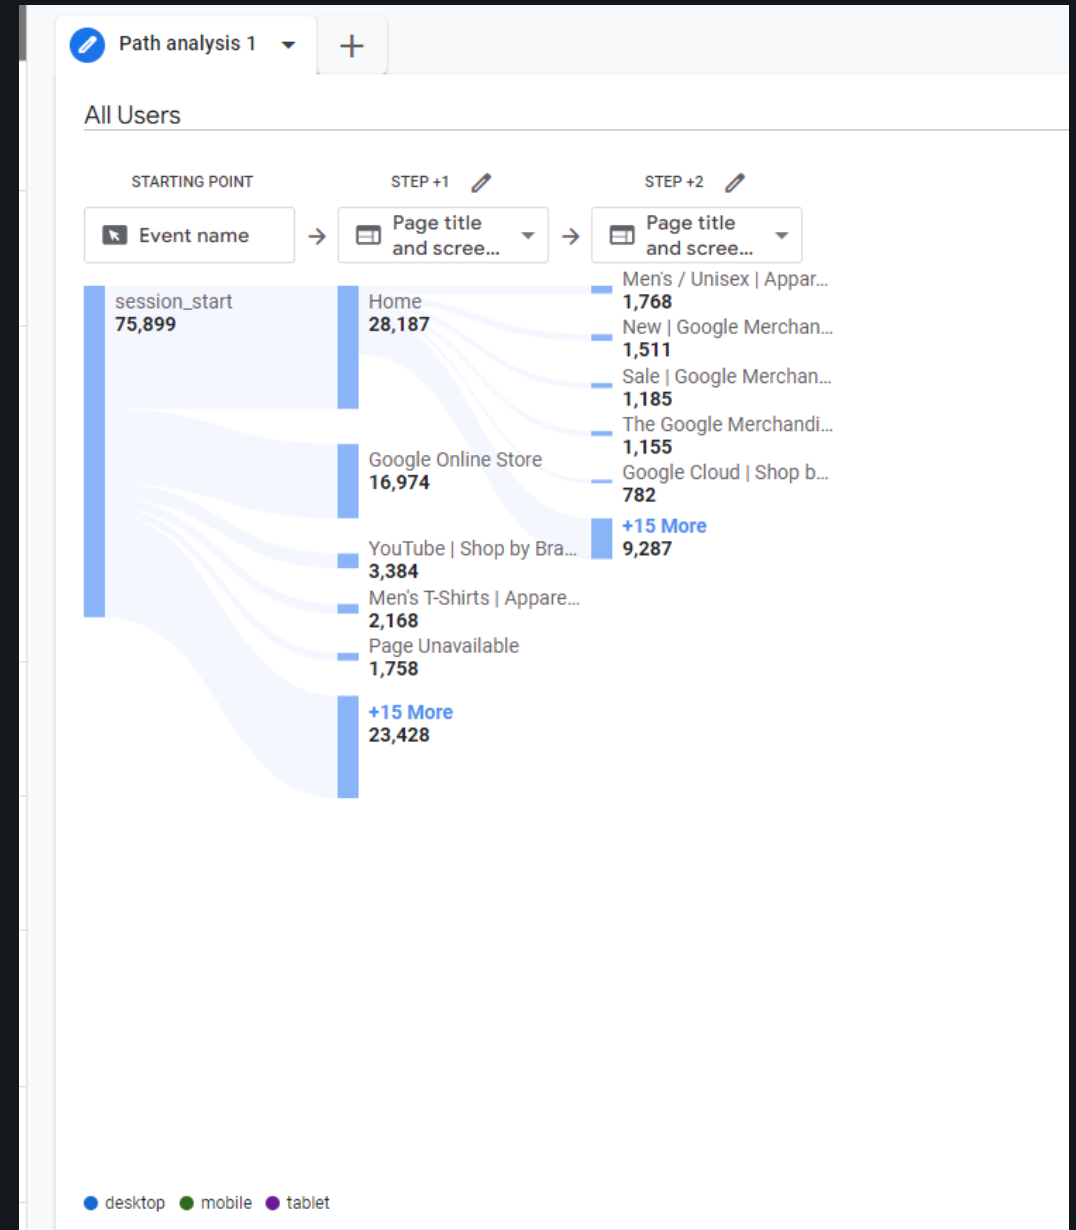 Path analysis 1
All Users
STARTING POINT
STEP +1
STEP +2
Event name
Page title
and scree...
Page title
and scree...
session_start
75,899
Home
28,187
Google Online Store
16,974
YouTube | Shop by Bra...
3,384
Men's T-Shirts | Appare...
2,168
Page Unavailable
1,758
+15 More
23,428
Men's / Unisex | Appar...
1,768
New | Google Merchan...
1,511
Sale | Google Merchan...
1,185
The Google Merchandi...
1,155
Google Cloud | Shop b...
782
+15 More
9,287
desktop
mobile
tablet